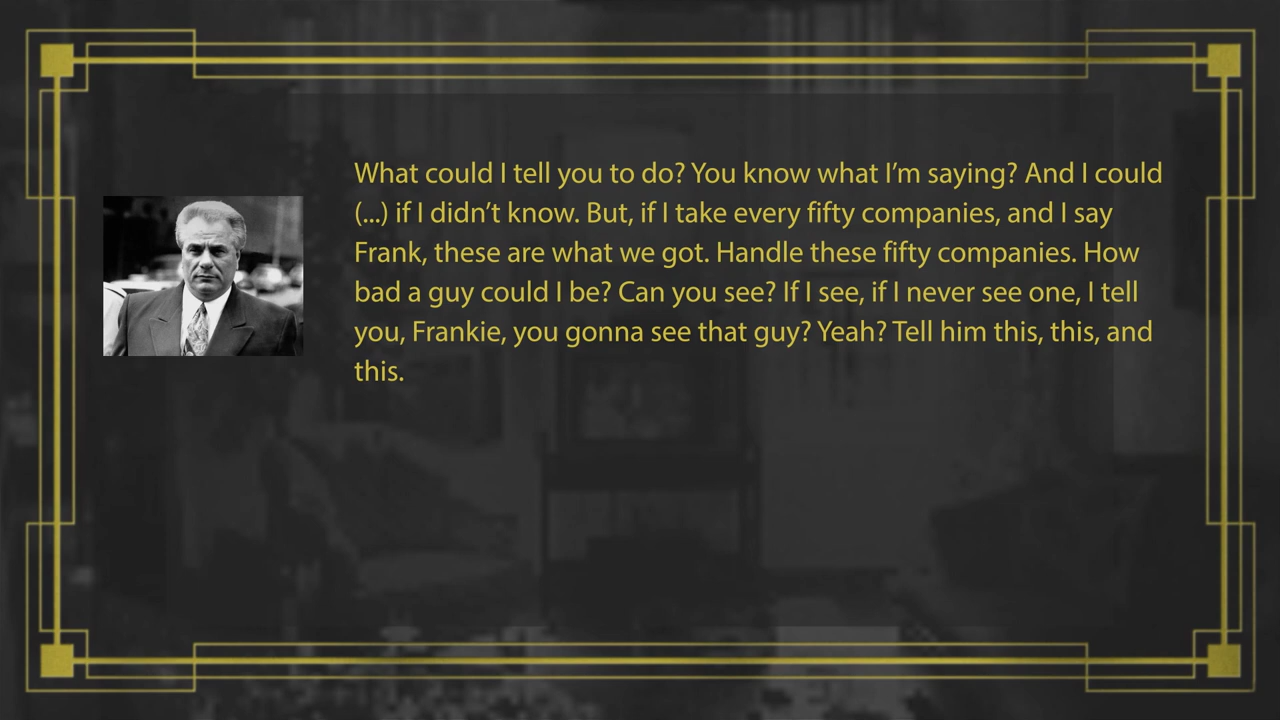 What could I tell you to do? You know what I’m saying? And I could
(...) if I didn’t know. But, if I take every fifty companies, and I say
Frank, these are what we got. Handle these fifty companies. How
bad a guy could I be? Can you see? If I see, if I never see one, I tell
you, Frankie, you gonna see that guy? Yeah? Tell him this, this, and
this.